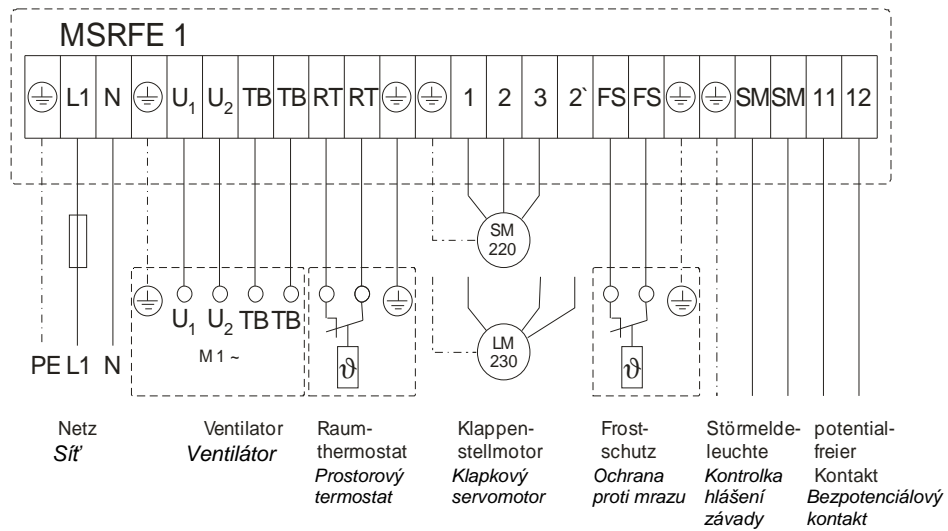 MSRFE 1
L1 N U1 U2 TB TB RT RT 1 2 3 2` FS FS SM SM 11 12
SM
220
U1 U2 TB TB
M 1 ~
LM
230
ϑ ϑ
PE L1 N
Netz
Síť
Ventilator
Ventilátor
Raum-
thermostat
Prostorový
termostat
Klappen-
stellmotor
Klapkový
servomotor
Frost-
schutz
Ochrana
proti mrazu
Störmelde-
leuchte
Kontrolka
hlášení
závady
potential-
freier
Kontakt
Bezpotenciálový
kontakt